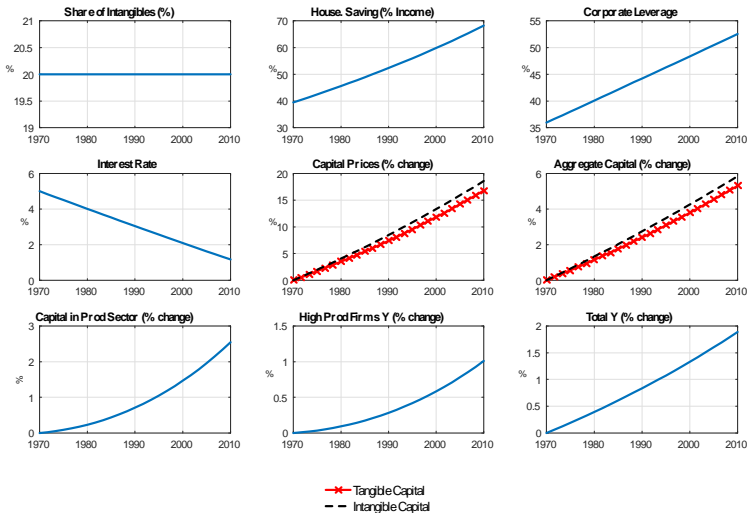 Share of Intangibles (%)
21
20.5
20
19.5
19
%
1970 1980 1990 2000 2010
House. Saving (% Income)
70
60
50
40
30
%
1970 1980 1990 2000 2010
Corporate Leverage
55
50
45
40
35
%
1970 1980 1990 2000 2010
Interest Rate
6
4
2
0
%
1970 1980 1990 2000 2010
Capital Prices (% change)
20
15
10
5
0
%
1970 1980 1990 2000 2010
Aggregate Capital (% change)
6
4
2
0
%
1970 1980 1990 2000 2010
Capital in Prod Sector (% change)
3
2
1
0
%
1970 1980 1990 2000 2010
High Prod Firms Y (% change)
1.5
1
0.5
0
%
1970 1980 1990 2000 2010
Total Y (% change)
2
1.5
1
0.5
0
%
1970 1980 1990 2000 2010
Tangible Capital
Intangible Capital